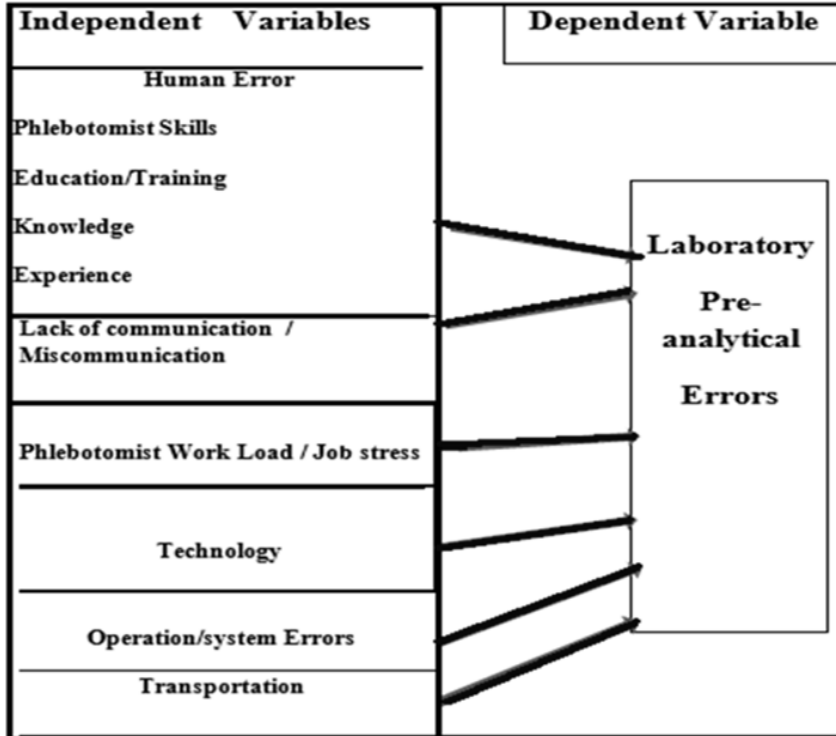 Independent Variables
Dependent Variable
Human Error
Phlebotomist Skills
Education/Training
Knowledge
Experience
Lack of communication /
Miscommunication
Phlebotomist Work Load / Job stress
Technology
Operation/system Errors
Transportation
Laboratory
Pre-
analytical
Errors